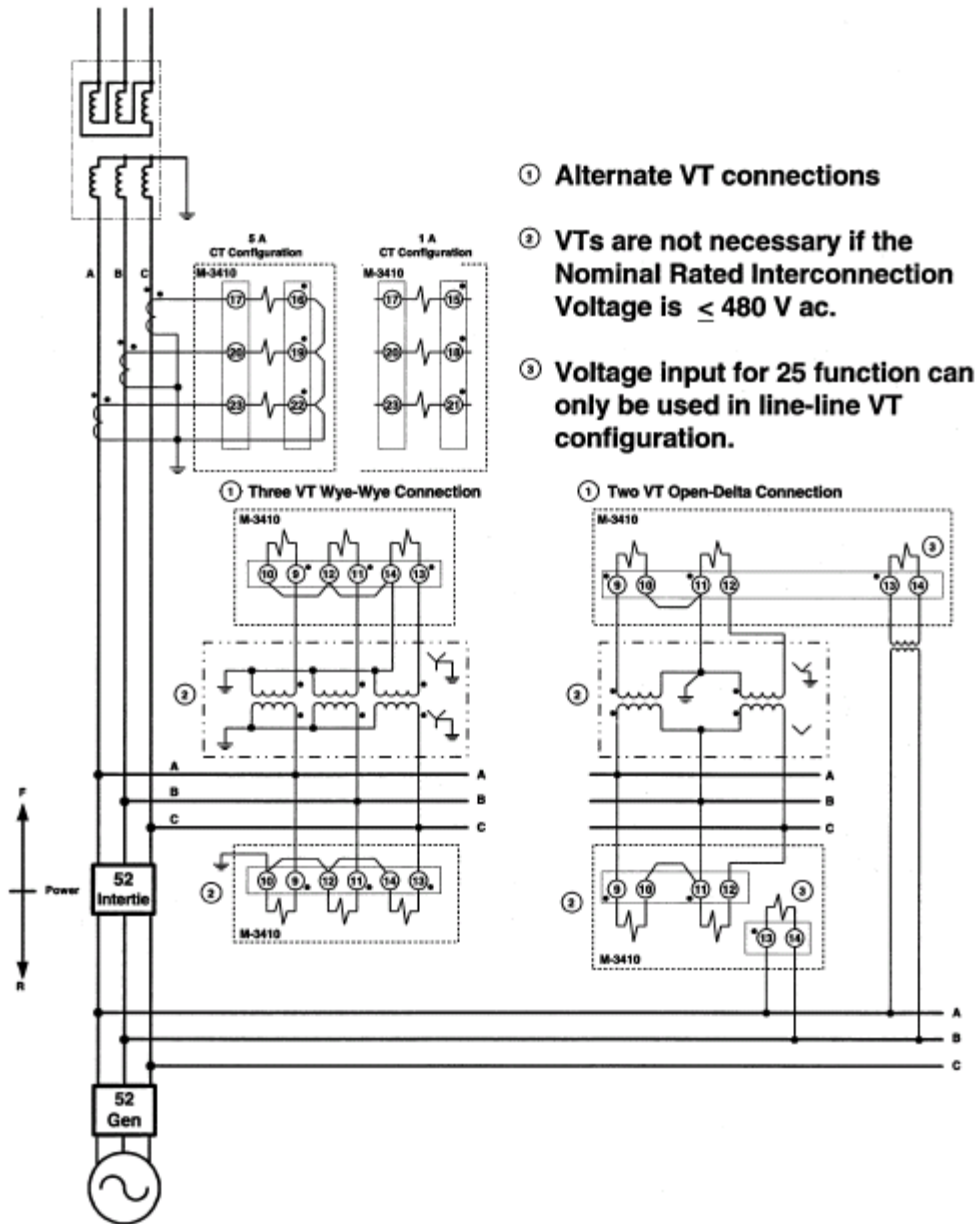 ① Alternate VT connections
② VTs are not necessary if the
Nominal Rated Interconnection
Voltage is ≤ 480 V ac.
③ Voltage input for 25 function can
only be used in line-line VT
configuration.
5 A
CT Configuration
1 A
CT Configuration
A B C
M-3410
M-3410
17 16
17 15
20 19
20 18
23 22
23 21
① Three VT Wye-Wye Connection
① Two VT Open-Delta Connection
M-3410
10 9 12 11 14 13
M-3410
③
9 10 11 12 13 14
②
②
A A
B B
C C
A
B
C
②
10 9 12 11 14 13
M-3410
②
9 10 11 12
③
13 14
M-3410
F
Power
R
52
Intertie
A
B
C
52
Gen